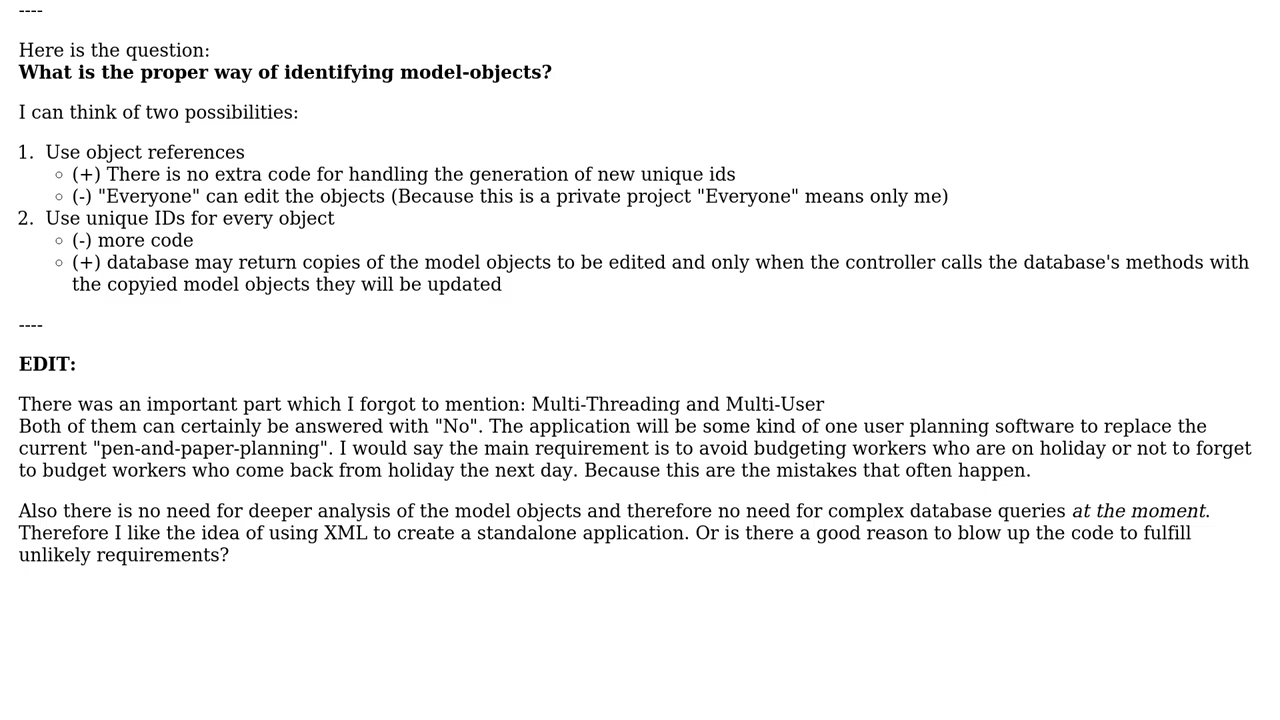 ----
Here is the question:
What is the proper way of identifying model-objects?
I can think of two possibilities:
1. Use object references
◦ (+) There is no extra code for handling the generation of new unique ids
◦ (-) "Everyone" can edit the objects (Because this is a private project "Everyone" means only me)
2. Use unique IDs for every object
◦ (-) more code
◦ (+) database may return copies of the model objects to be edited and only when the controller calls the database's methods with
the copyied model objects they will be updated
----
EDIT:
There was an important part which I forgot to mention: Multi-Threading and Multi-User
Both of them can certainly be answered with "No". The application will be some kind of one user planning software to replace the
current "pen-and-paper-planning". I would say the main requirement is to avoid budgeting workers who are on holiday or not to forget
to budget workers who come back from holiday the next day. Because this are the mistakes that often happen.
Also there is no need for deeper analysis of the model objects and therefore no need for complex database queries at the moment.
Therefore I like the idea of using XML to create a standalone application. Or is there a good reason to blow up the code to fulfill
unlikely requirements?